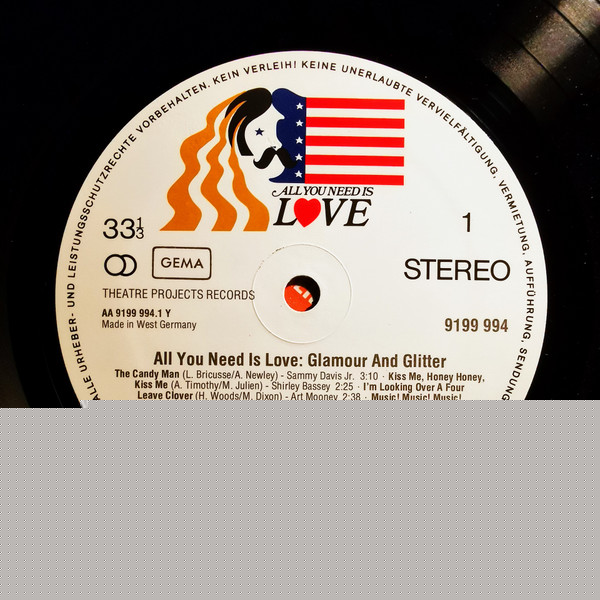 ALLE URHEBER- UND LEISTUNGSSCHUTZRECHTE VORBEHALTEN. KEIN VERLEIH! KEINE UNERLAUBTE VERVIELFÄLTIGUNG, VERMIETUNG, AUFFÜHRUNG, SENDUNG
ALL YOU NEED IS
LOVE
33 1/3
1
GEMA
STEREO
THEATRE PROJECTS RECORDS
AA 9199 994.1 Y
Made in West Germany
9199 994
All You Need Is Love: Glamour And Glitter
The Candy Man (L. Bricusse/A. Newley) - Sammy Davis Jr. 3:10 · Kiss Me, Honey Honey,
Kiss Me (A. Timothy/M. Julien) - Shirley Bassey 2:25 · I'm Looking Over A Four
Leave Clover (H. Woods/M. Dixon) - Art Mooney 2:38 · Music! Music! Music!